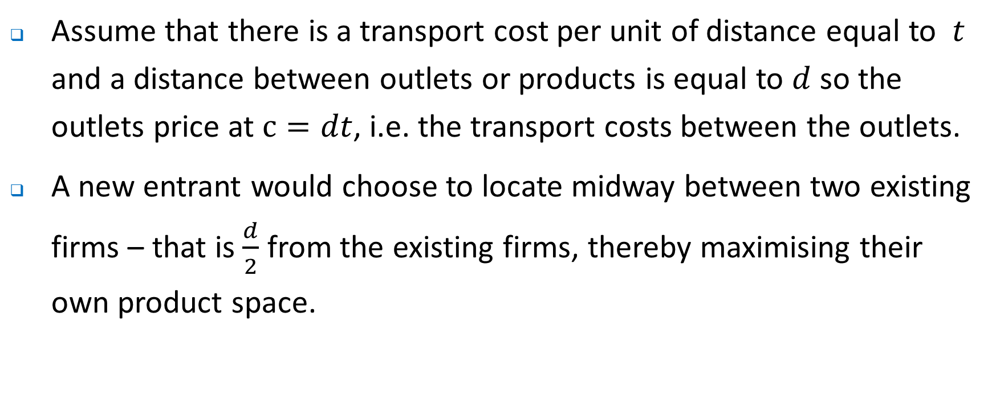 ❑ Assume that there is a transport cost per unit of distance equal to t
and a distance between outlets or products is equal to d so the
outlets price at c = dt, i.e. the transport costs between the outlets.
❑ A new entrant would choose to locate midway between two existing
firms – that is d/2 from the existing firms, thereby maximising their
own product space.